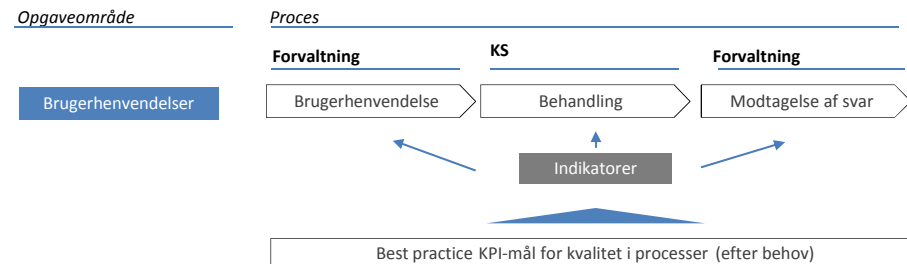 Opgaveområde
Proces
Forvaltning
KS
Forvaltning
Brugerhenvendelser
Brugerhenvendelse
Behandling
Modtagelse af svar
Indikatorer
Best practice KPI-mål for kvalitet i processer (efter behov)